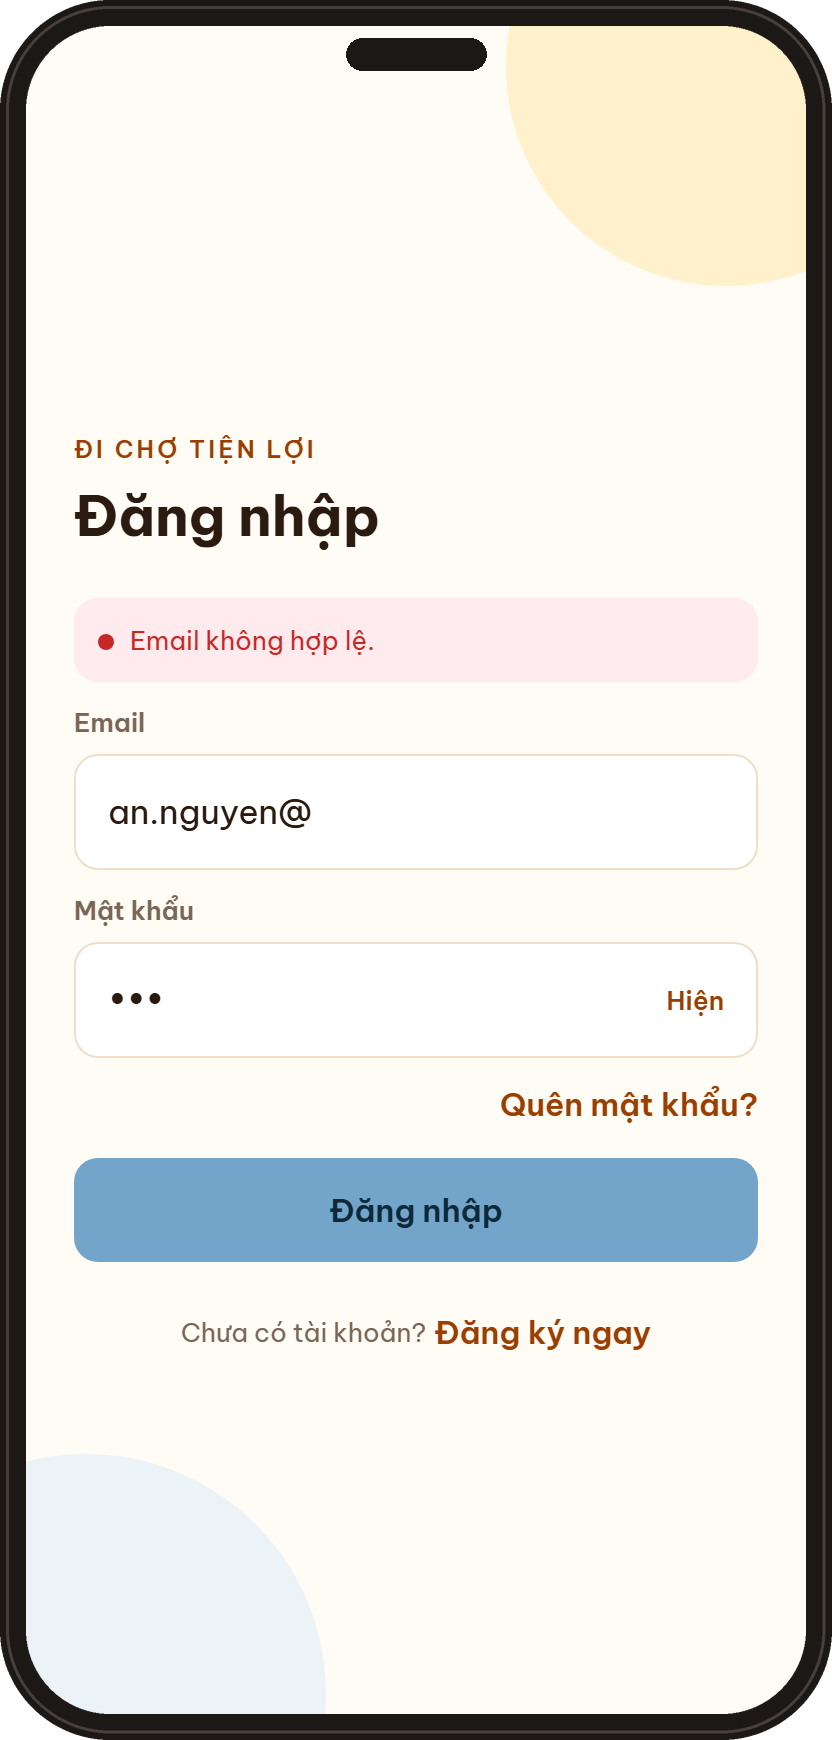 ĐI CHỢ TIỆN LỢI
Đăng nhập
Email không hợp lệ.
Email
an.nguyen@
Mật khẩu
•••
Hiện
Quên mật khẩu?
Đăng nhập
Chưa có tài khoản? Đăng ký ngay